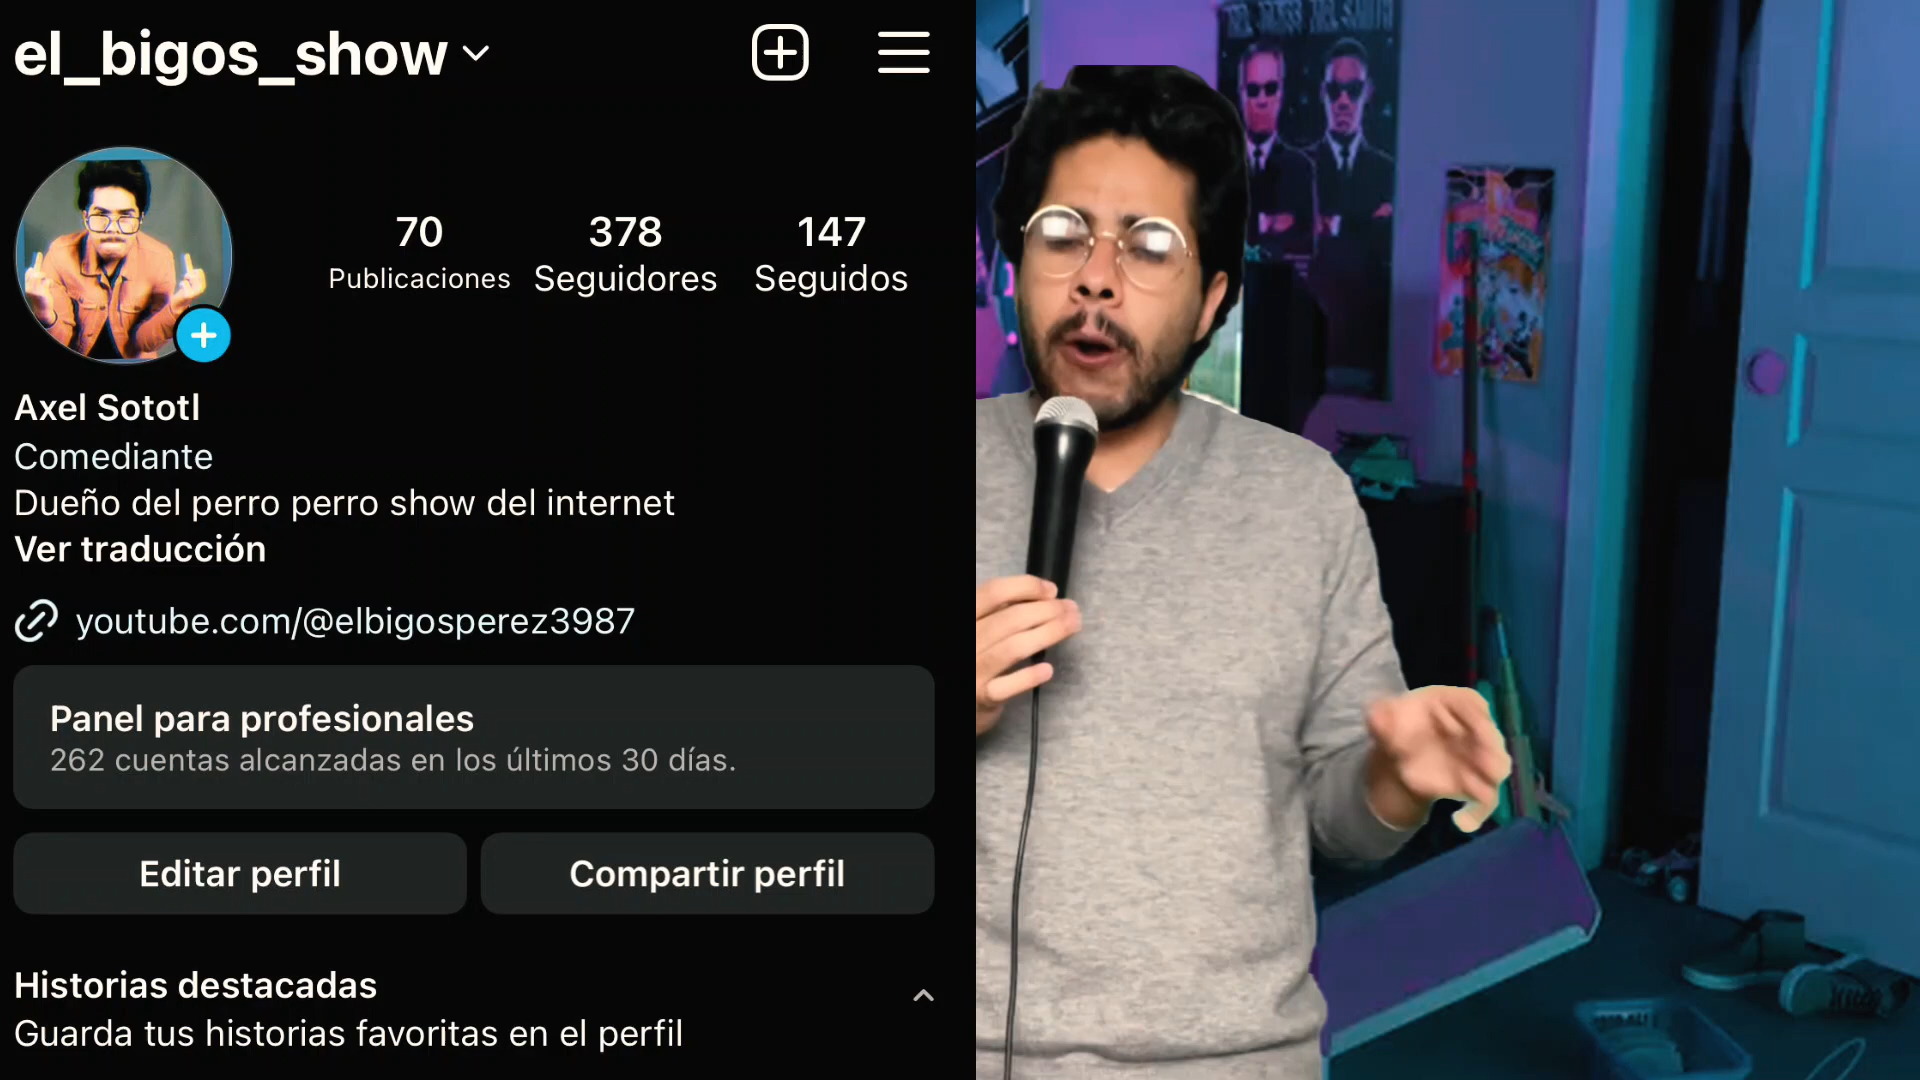 el_bigos_show
70 378 147
Publicaciones Seguidores Seguidos
Axel Sototl
Comediante
Dueño del perro perro show del internet
Ver traducción
youtube.com/@elbigosperez3987
Panel para profesionales
262 cuentas alcanzadas en los últimos 30 días.
Editar perfil Compartir perfil
Historias destacadas
Guarda tus historias favoritas en el perfil